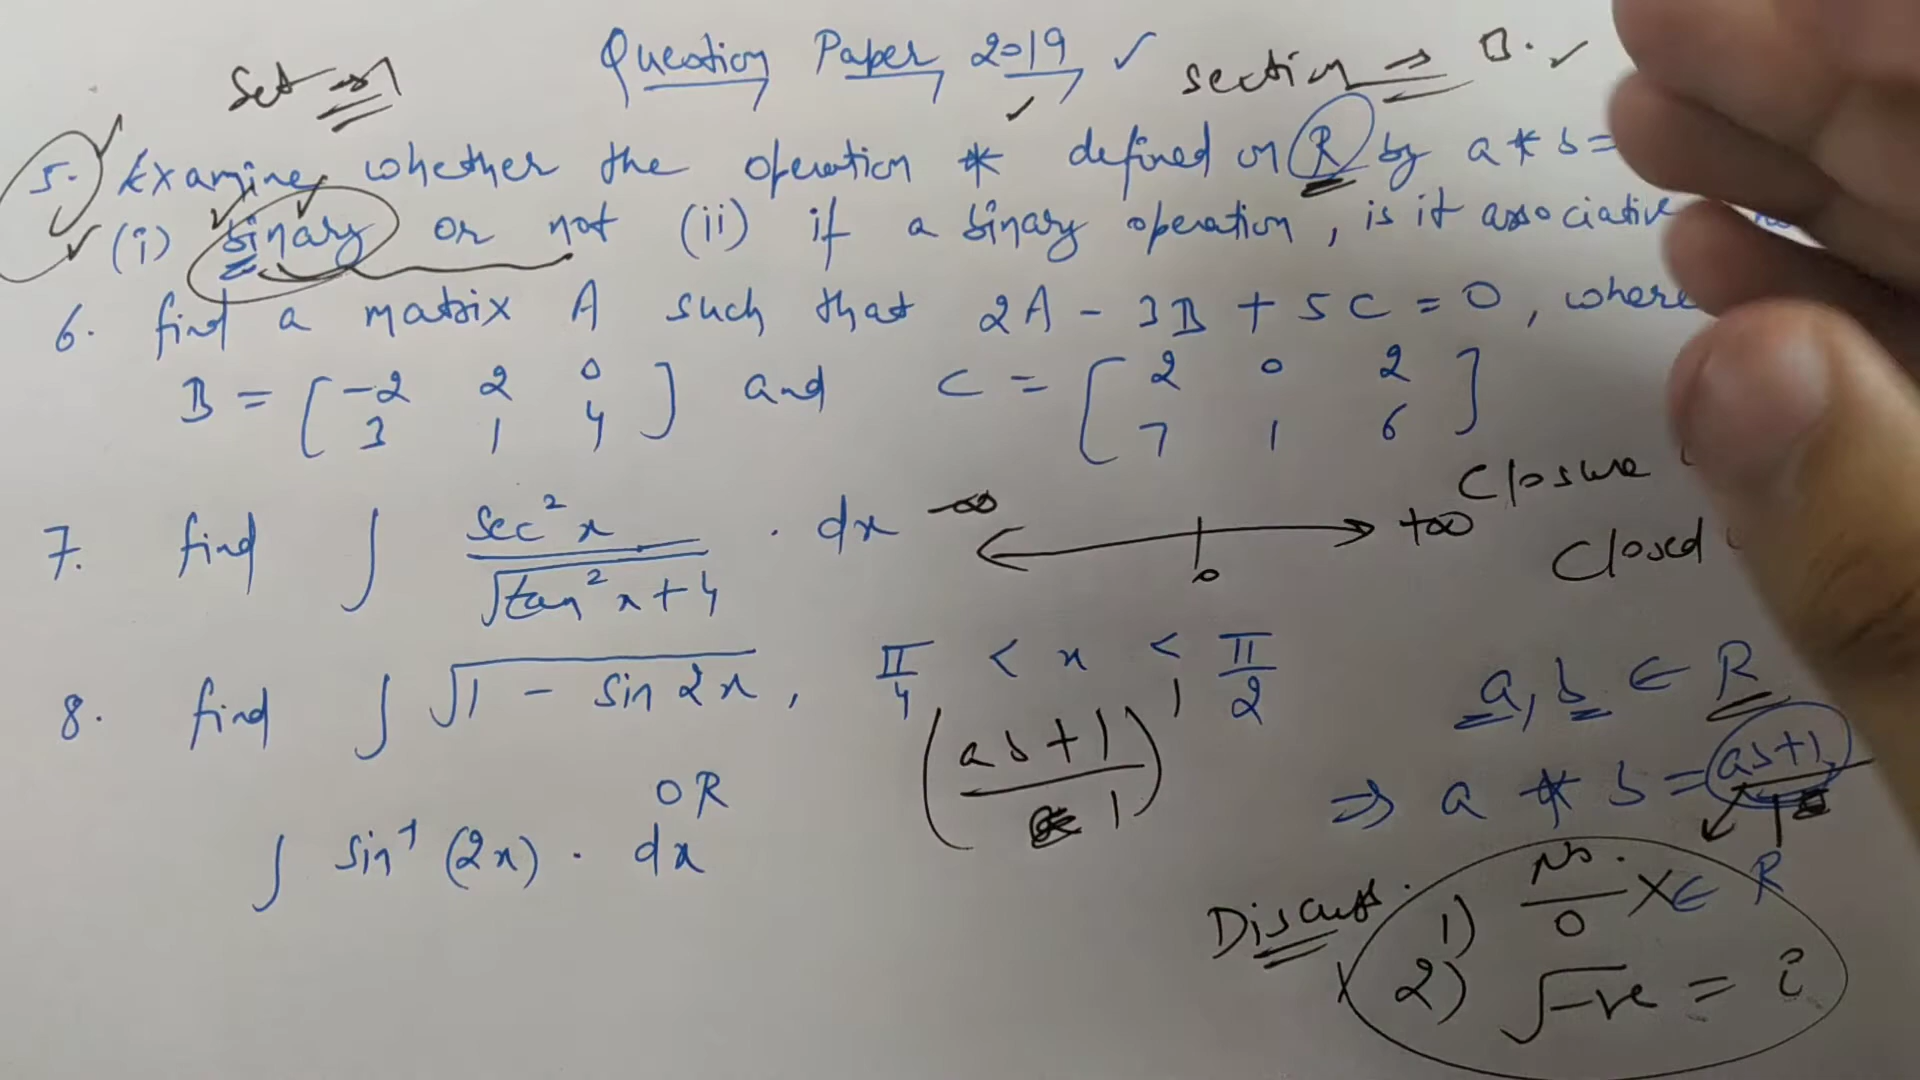 Question Paper 2019 ✓
Set ⇒ 1
section ⇒ B. ✓
5. Examine whether the operation * defined on R by a * b =
(i) binary or not (ii) if a binary operation, is it associative
6. find a matrix A such that 2A - 3B + 5C = 0, where
B = [-2 2 0 and C = [2 0 2
3 1 4] 7 1 6]
7. find ∫ sec² x / √tan² x + 4 . dx
-∞ 0 +∞
Closure
Closed
8. find ∫ √1 - sin 2x, π/4 < x < π/2
OR
∫ sin⁻¹ (2x) . dx
(ab + 1 / 1)
a, b ∈ R
⇒ a * b = ab+1
∈ R
Discuss.
1) No. / 0 X
2) √-ve = i